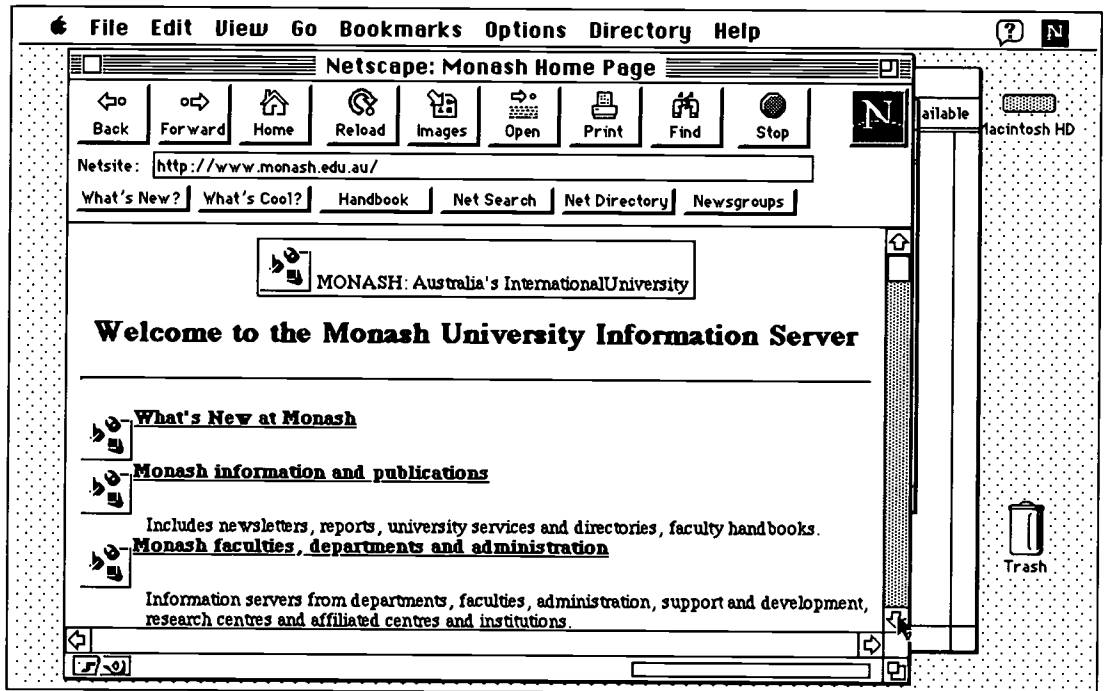 File Edit View Go Bookmarks Options Directory Help ? N
Netscape: Monash Home Page
Back Forward Home Reload Images Open Print Find Stop N
ailable
Macintosh HD
Netsite: http://www.monash.edu.au/
What's New? What's Cool? Handbook Net Search Net Directory Newsgroups
MONASH: Australia's InternationalUniversity
Welcome to the Monash University Information Server
What's New at Monash
Monash information and publications
Includes newsletters, reports, university services and directories, faculty handbooks.
Monash faculties, departments and administration
Information servers from departments, faculties, administration, support and development,
research centres and affiliated centres and institutions.
Trash